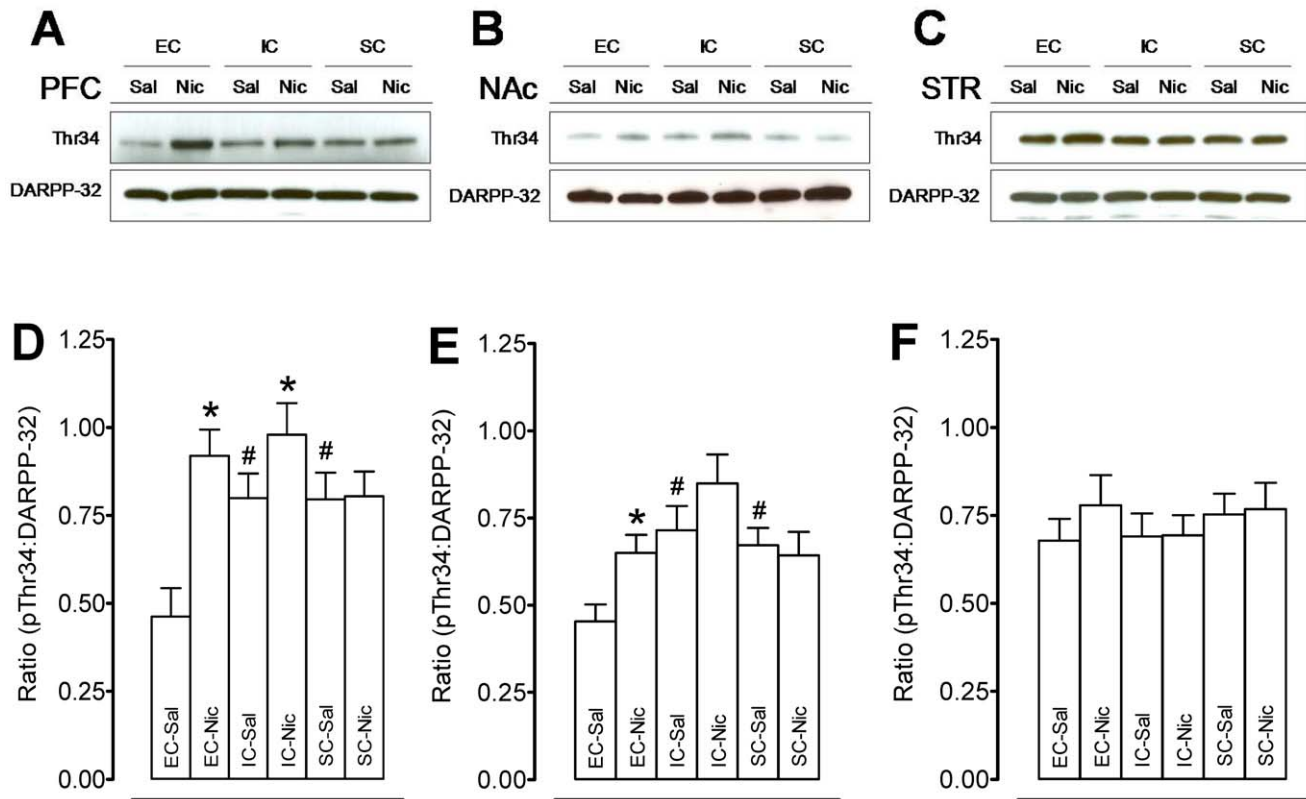 A
EC IC SC
PFC Sal Nic Sal Nic Sal Nic
Thr34
DARPP-32
B
EC IC SC
NAc Sal Nic Sal Nic Sal Nic
Thr34
DARPP-32
C
EC IC SC
STR Sal Nic Sal Nic Sal Nic
Thr34
DARPP-32
D
Ratio (pThr34:DARPP-32)
1.25
1.00
0.75
0.50
0.25
0.00
* # * #
EC-Sal
EC-Nic
IC-Sal
IC-Nic
SC-Sal
SC-Nic
E
Ratio (pThr34:DARPP-32)
1.25
1.00
0.75
0.50
0.25
0.00
* # #
EC-Sal
EC-Nic
IC-Sal
IC-Nic
SC-Sal
SC-Nic
F
Ratio (pThr34:DARPP-32)
1.25
1.00
0.75
0.50
0.25
0.00
EC-Sal
EC-Nic
IC-Sal
IC-Nic
SC-Sal
SC-Nic